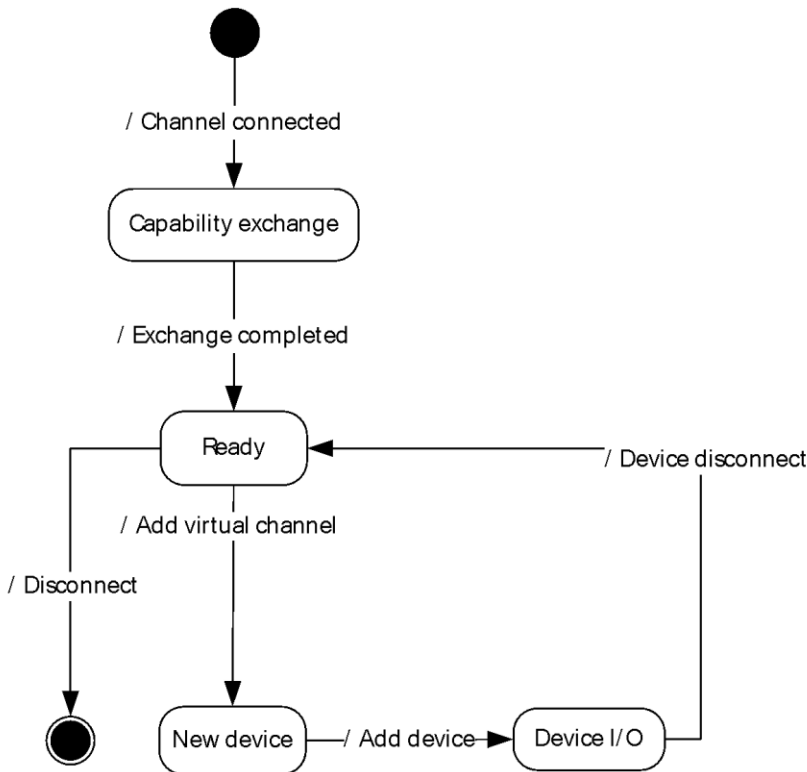 / Channel connected
Capability exchange
/ Exchange completed
Ready
/ Device disconnect
/ Add virtual channel
/ Disconnect
New device
/ Add device
Device I/O